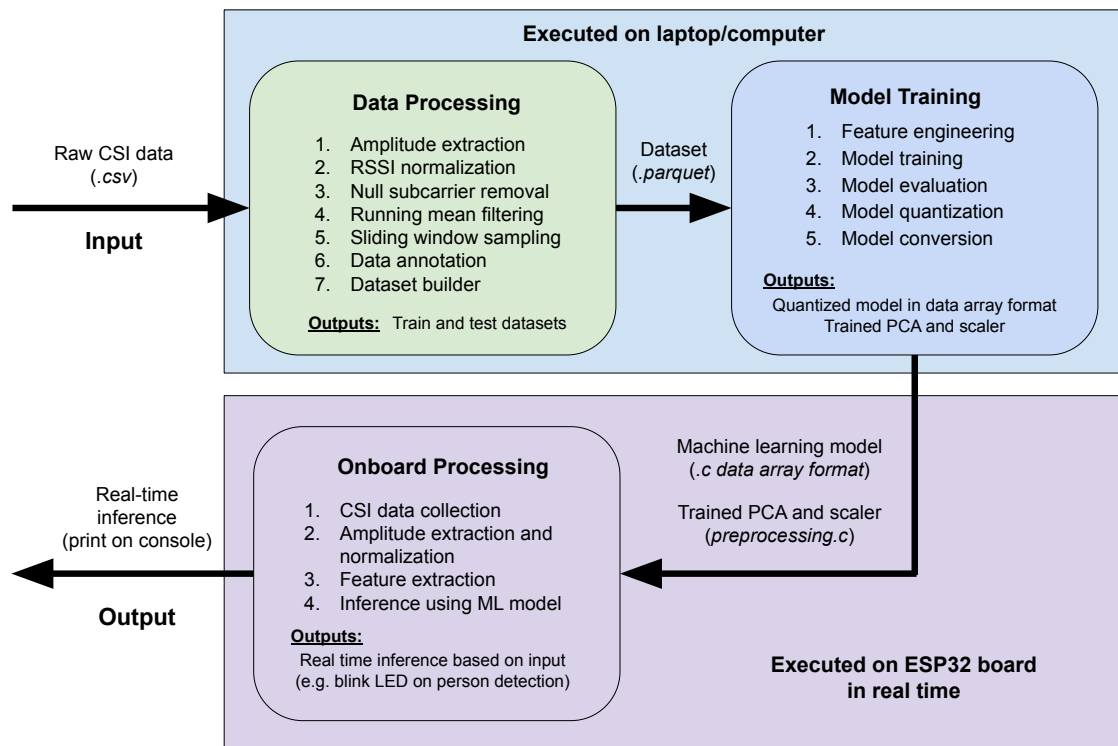 Executed on laptop/computer
Data Processing
1. Amplitude extraction
2. RSSI normalization
3. Null subcarrier removal
4. Running mean filtering
5. Sliding window sampling
6. Data annotation
7. Dataset builder
Outputs: Train and test datasets
Model Training
1. Feature engineering
2. Model training
3. Model evaluation
4. Model quantization
5. Model conversion
Outputs:
Quantized model in data array format
Trained PCA and scaler
Raw CSI data
(.csv)
Input
Dataset
(.parquet)
Machine learning model
(.c data array format)
Trained PCA and scaler
(preprocessing.c)
Onboard Processing
1. CSI data collection
2. Amplitude extraction and
normalization
3. Feature extraction
4. Inference using ML model
Outputs:
Real time inference based on input
(e.g. blink LED on person detection)
Real-time
inference
(print on console)
Output
Executed on ESP32 board
in real time